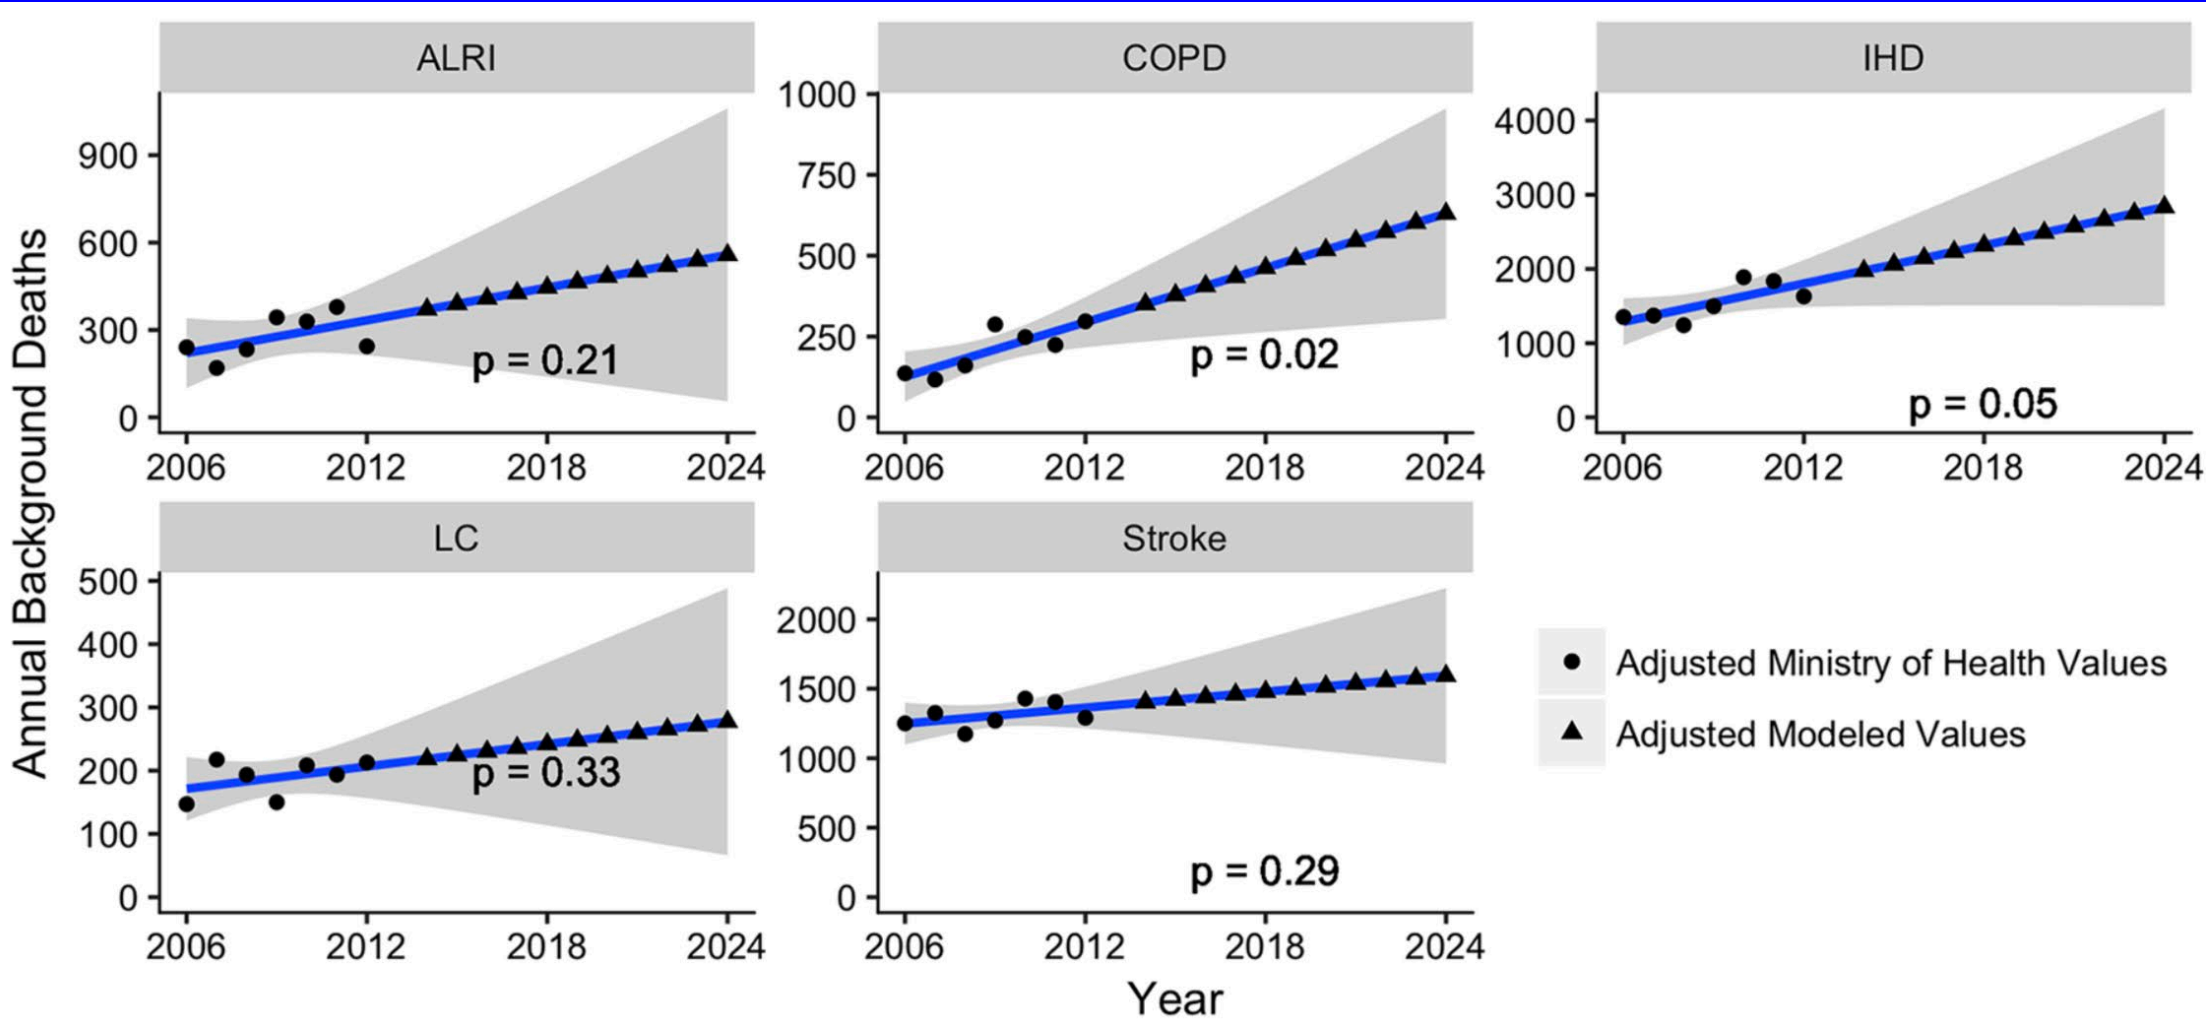 ALRI
COPD
IHD
Annual Background Deaths
900
600
300
0
p = 0.21
2006 2012 2018 2024
1000
750
500
250
0
p = 0.02
2006 2012 2018 2024
4000
3000
2000
1000
0
p = 0.05
2006 2012 2018 2024
LC
Stroke
500
400
300
200
100
0
p = 0.33
2006 2012 2018 2024
2000
1500
1000
500
0
p = 0.29
2006 2012 2018 2024
Adjusted Ministry of Health Values
Adjusted Modeled Values
Year